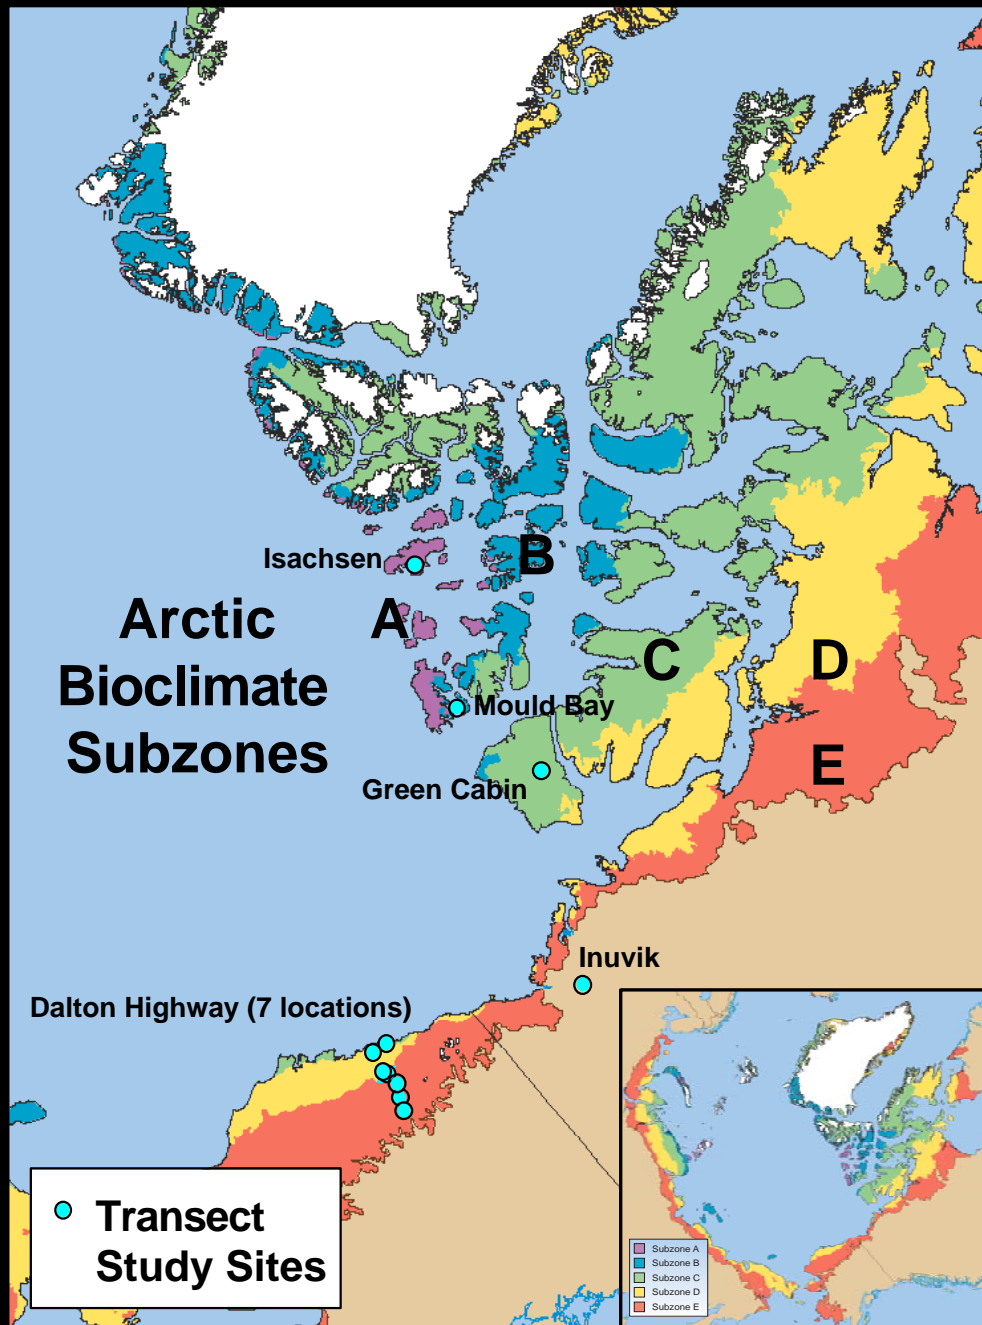 Isachsen
B
Arctic
Bioclimate
Subzones
A
C
D
Mould Bay
E
Green Cabin
Inuvik
Dalton Highway (7 locations)
Transect
Study Sites
Subzone A
Subzone B
Subzone C
Subzone D
Subzone E